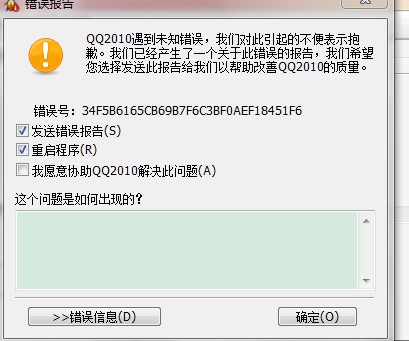 错误报告
QQ2010遇到未知错误，我们对此引起的不便表示抱
歉。我们已经产生了一个关于此错误的报告，我们希望
您选择发送此报告给我们以帮助改善QQ2010的质量。
错误号：34F5B6165CB69B7F6C3BF0AEF18451F6
发送错误报告(S)
重启程序(R)
我愿意协助QQ2010解决此问题(A)
这个问题是如何出现的？
>>错误信息(D)
确定(O)